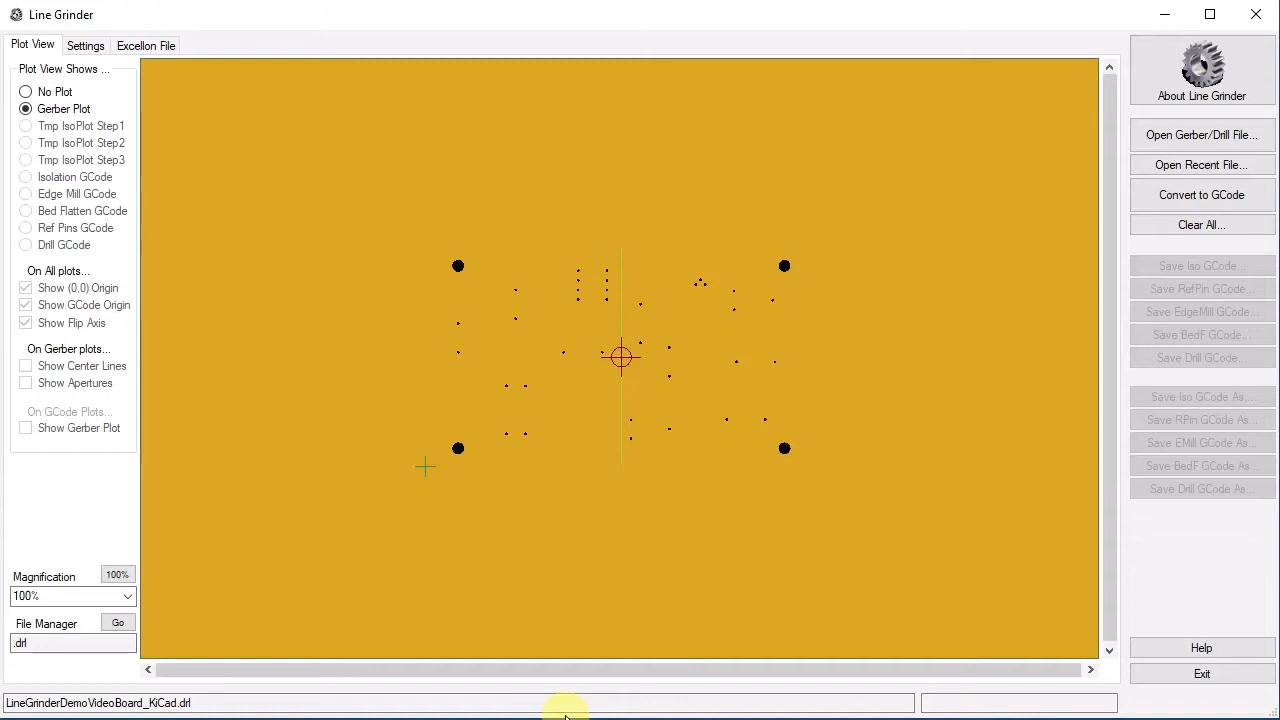 Line Grinder
Plot View
Settings
Excellon File
Plot View Shows ...
No Plot
Gerber Plot
Tmp IsoPlot Step1
Tmp IsoPlot Step2
Tmp IsoPlot Step3
Isolation GCode
Edge Mill GCode
Bed Flatten GCode
Ref Pins GCode
Drill GCode
On All plots...
Show (0,0) Origin
Show GCode Origin
Show Flip Axis
On Gerber plots...
Show Center Lines
Show Apertures
On GCode Plots...
Show Gerber Plot
Magnification
100%
100%
File Manager
Go
.drl
About Line Grinder
Open Gerber/Drill File...
Open Recent File...
Convert to GCode
Clear All...
Save Iso GCode...
Save RefPin GCode...
Save EdgeMill GCode...
Save BedF GCode...
Save Drill GCode...
Save Iso GCode As...
Save RPin GCode As...
Save EMill GCode As...
Save BedF GCode As...
Save Drill GCode As...
Help
Exit
LineGrinderDemoVideoBoard_KiCad.drl